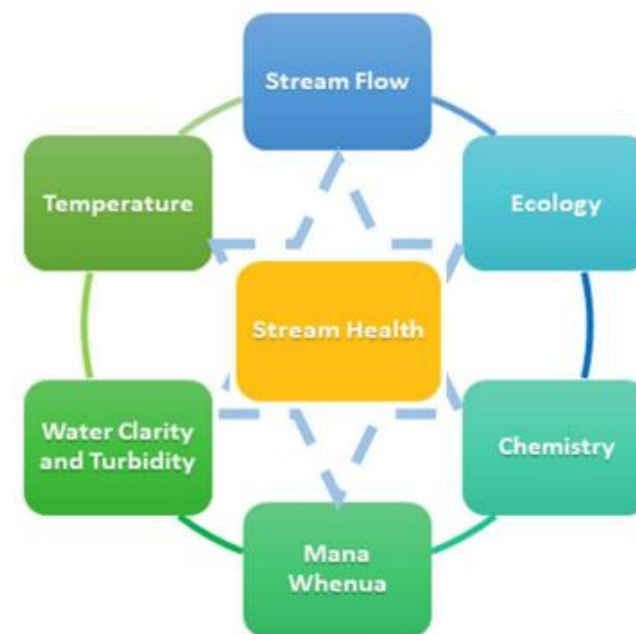 Stream Flow
Temperature
Ecology
Stream Health
Water Clarity
and Turbidity
Chemistry
Mana
Whenua